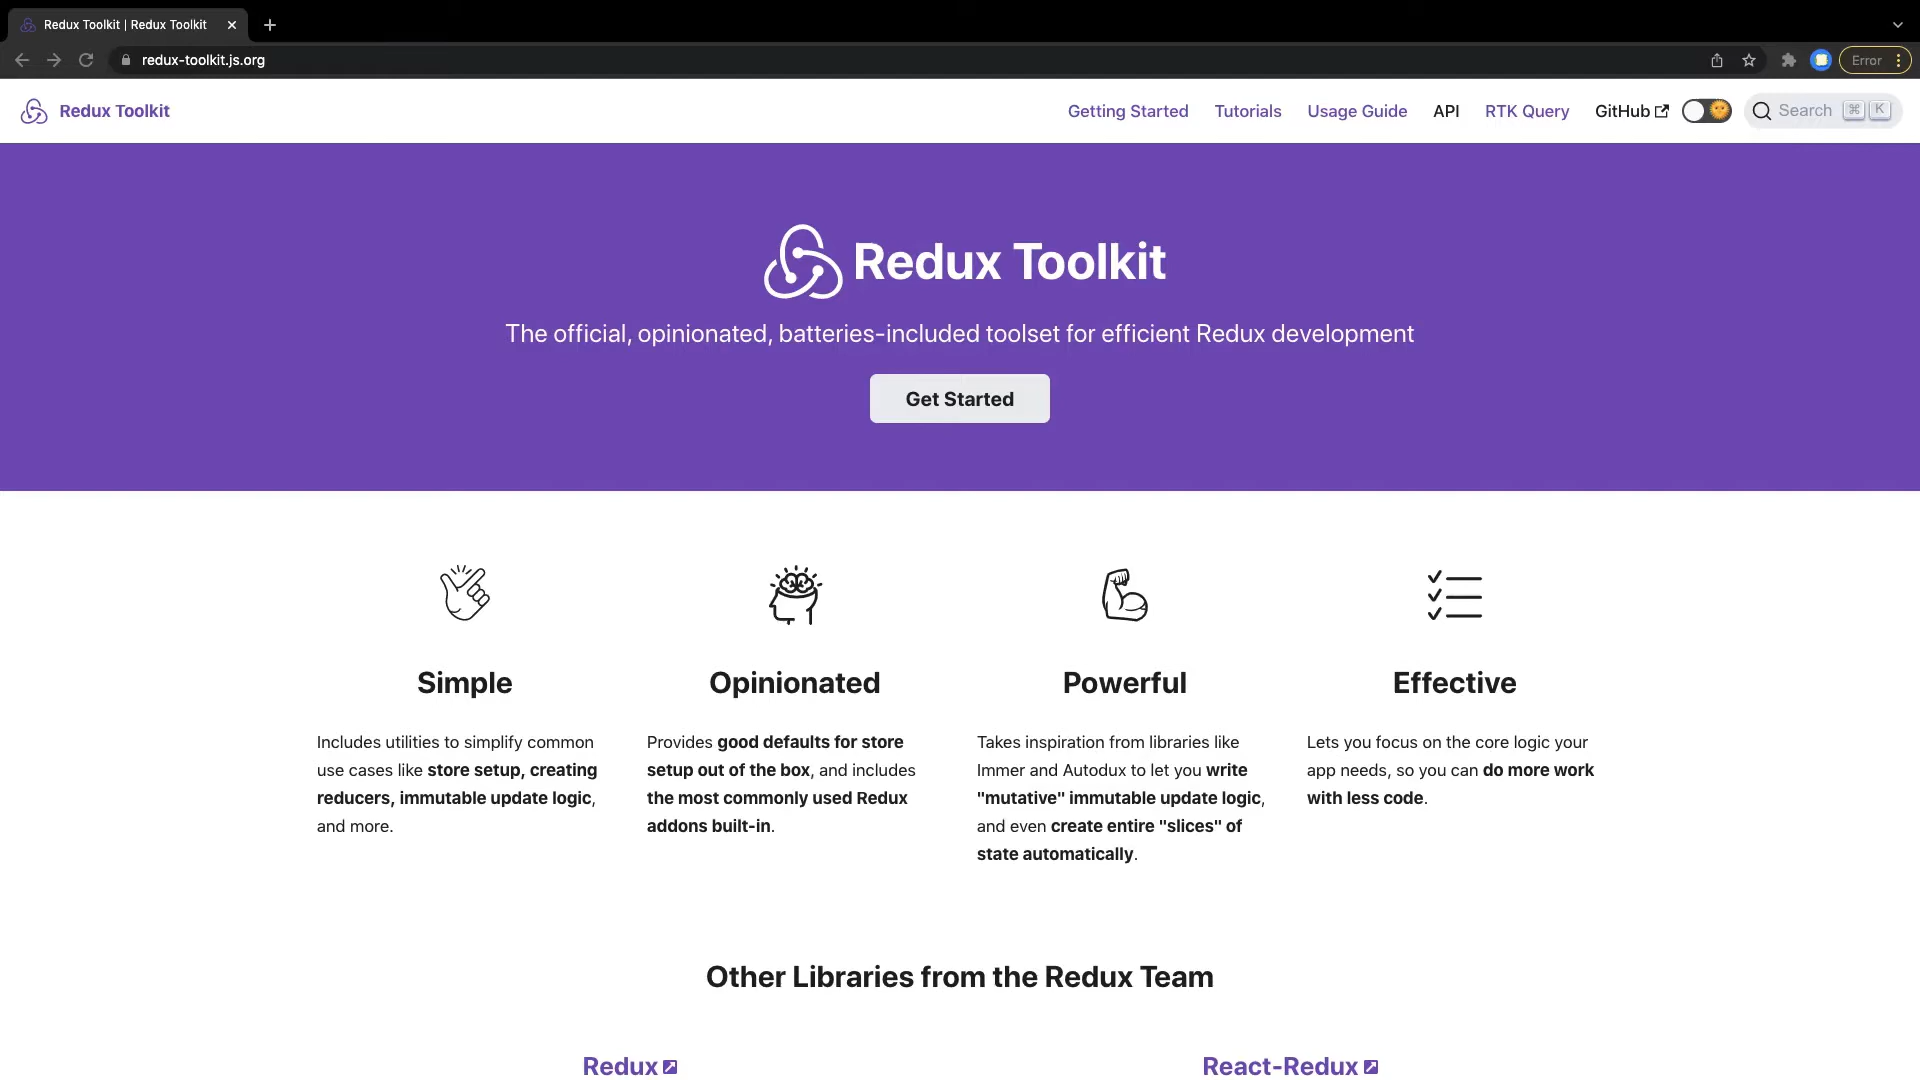 Redux Toolkit | Redux Toolkit
redux-toolkit.js.org
Error
Redux Toolkit
Getting Started
Tutorials
Usage Guide
API
RTK Query
GitHub
Search ⌘ K
Redux Toolkit
The official, opinionated, batteries-included toolset for efficient Redux development
Get Started
Simple
Includes utilities to simplify common
use cases like store setup, creating
reducers, immutable update logic,
and more.
Opinionated
Provides good defaults for store
setup out of the box, and includes
the most commonly used Redux
addons built-in.
Powerful
Takes inspiration from libraries like
Immer and Autodux to let you write
"mutative" immutable update logic,
and even create entire "slices" of
state automatically.
Effective
Lets you focus on the core logic your
app needs, so you can do more work
with less code.
Other Libraries from the Redux Team
Redux
React-Redux